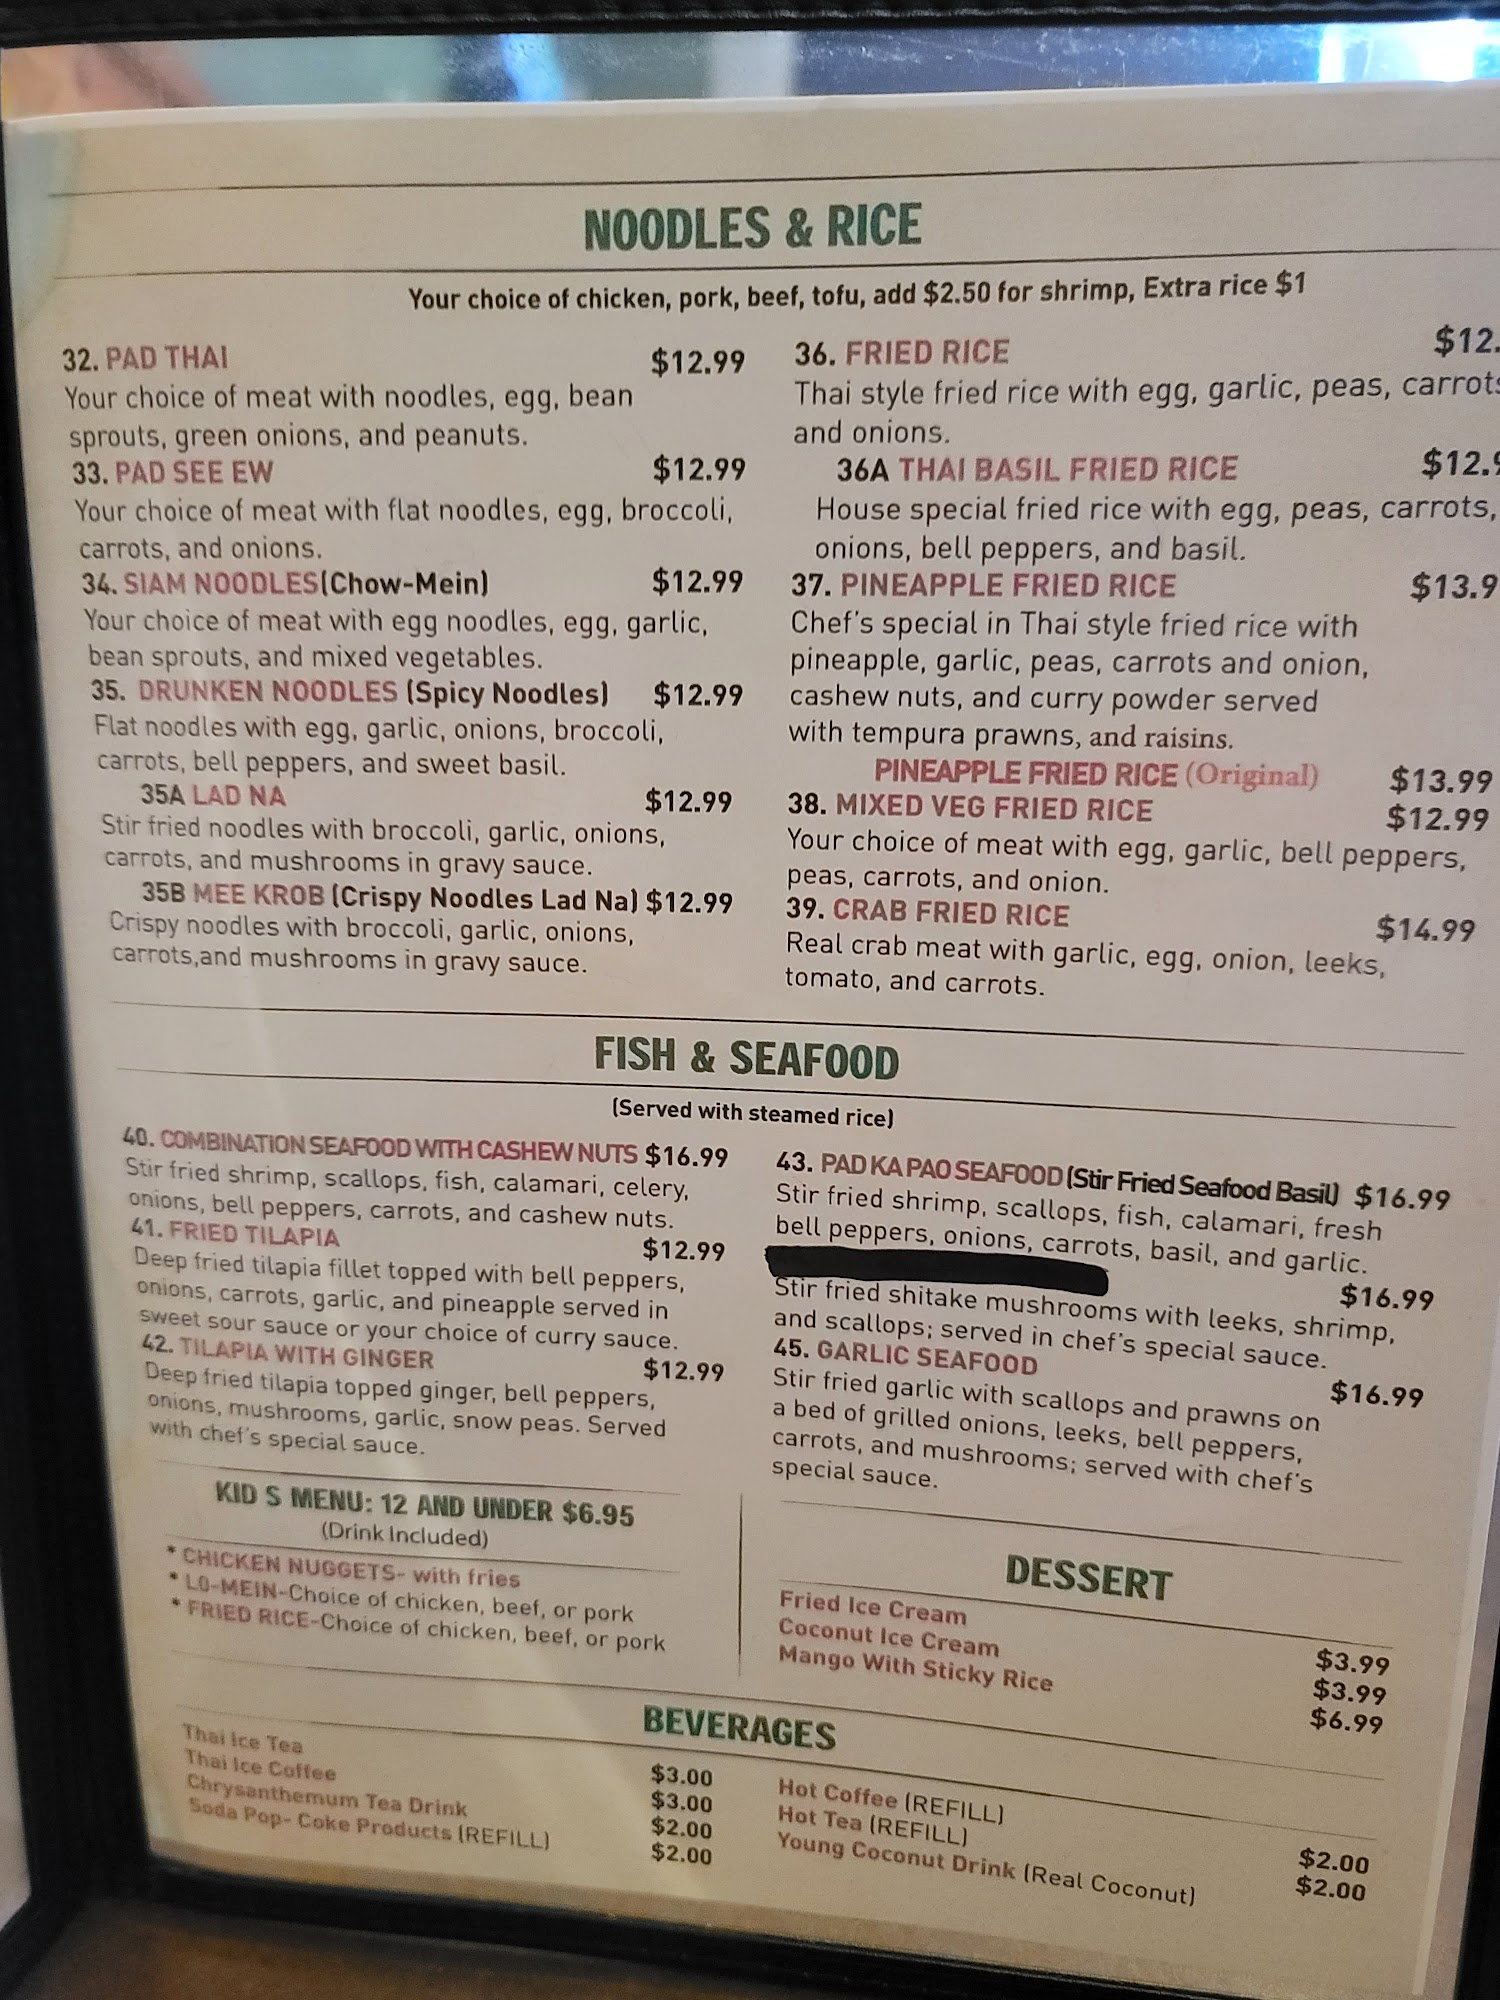 NOODLES & RICE
Your choice of chicken, pork, beef, tofu, add $2.50 for shrimp, Extra rice $1
32. PAD THAI $12.99
Your choice of meat with noodles, egg, bean
sprouts, green onions, and peanuts.
33. PAD SEE EW $12.99
Your choice of meat with flat noodles, egg, broccoli,
carrots, and onions.
34. SIAM NOODLES(Chow-Mein) $12.99
Your choice of meat with egg noodles, egg, garlic,
bean sprouts, and mixed vegetables.
35. DRUNKEN NOODLES (Spicy Noodles) $12.99
Flat noodles with egg, garlic, onions, broccoli,
carrots, bell peppers, and sweet basil.
35A LAD NA $12.99
Stir fried noodles with broccoli, garlic, onions,
carrots, and mushrooms in gravy sauce.
35B MEE KROB (Crispy Noodles Lad Na) $12.99
Crispy noodles with broccoli, garlic, onions,
carrots,and mushrooms in gravy sauce.
36. FRIED RICE $12.
Thai style fried rice with egg, garlic, peas, carrots
and onions.
36A THAI BASIL FRIED RICE $12.9
House special fried rice with egg, peas, carrots,
onions, bell peppers, and basil.
37. PINEAPPLE FRIED RICE $13.9
Chef's special in Thai style fried rice with
pineapple, garlic, peas, carrots and onion,
cashew nuts, and curry powder served
with tempura prawns, and raisins.
PINEAPPLE FRIED RICE (Original) $13.99
38. MIXED VEG FRIED RICE $12.99
Your choice of meat with egg, garlic, bell peppers,
peas, carrots, and onion.
39. CRAB FRIED RICE $14.99
Real crab meat with garlic, egg, onion, leeks,
tomato, and carrots.
FISH & SEAFOOD
(Served with steamed rice)
40. COMBINATION SEAFOOD WITH CASHEW NUTS $16.99
Stir fried shrimp, scallops, fish, calamari, celery,
onions, bell peppers, carrots, and cashew nuts.
41. FRIED TILAPIA $12.99
Deep fried tilapia fillet topped with bell peppers,
onions, carrots, garlic, and pineapple served in
sweet sour sauce or your choice of curry sauce.
42. TILAPIA WITH GINGER $12.99
Deep fried tilapia topped ginger, bell peppers,
onions, mushrooms, garlic, snow peas. Served
with chef's special sauce.
43. PAD KA PAO SEAFOOD (Stir Fried Seafood Basil) $16.99
Stir fried shrimp, scallops, fish, calamari, fresh
bell peppers, onions, carrots, basil, and garlic.
$16.99
Stir fried shitake mushrooms with leeks, shrimp,
and scallops; served in chef's special sauce.
45. GARLIC SEAFOOD $16.99
Stir fried garlic with scallops and prawns on
a bed of grilled onions, leeks, bell peppers,
carrots, and mushrooms; served with chef's
special sauce.
KID S MENU: 12 AND UNDER $6.95
(Drink Included)
* CHICKEN NUGGETS- with fries
* LO-MEIN-Choice of chicken, beef, or pork
* FRIED RICE-Choice of chicken, beef, or pork
DESSERT
Fried Ice Cream $3.99
Coconut Ice Cream $3.99
Mango With Sticky Rice $6.99
BEVERAGES
Thai Ice Tea $3.00
Thai Ice Coffee $3.00
Chrysanthemum Tea Drink $2.00
Soda Pop- Coke Products (REFILL) $2.00
Hot Coffee (REFILL) $2.00
Hot Tea (REFILL) $2.00
Young Coconut Drink (Real Coconut)